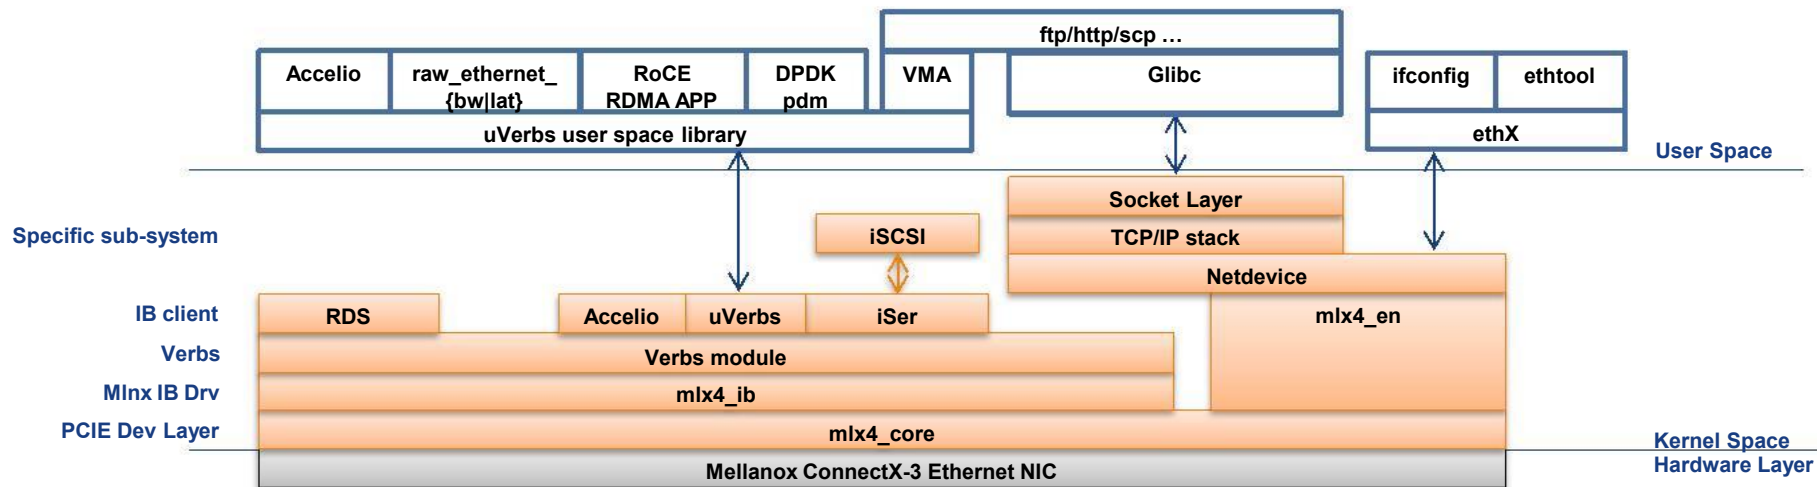 ftp/http/scp ...
Accelio
raw_ethernet_
{bw|lat}
RoCE
RDMA APP
DPDK
pdm
VMA
Glibc
ifconfig
ethtool
uVerbs user space library
ethX
User Space
Socket Layer
Specific sub-system
iSCSI
TCP/IP stack
Netdevice
IB client
RDS
Accelio
uVerbs
iSer
mlx4_en
Verbs
Verbs module
Mlnx IB Drv
mlx4_ib
PCIE Dev Layer
mlx4_core
Kernel Space
Hardware Layer
Mellanox ConnectX-3 Ethernet NIC